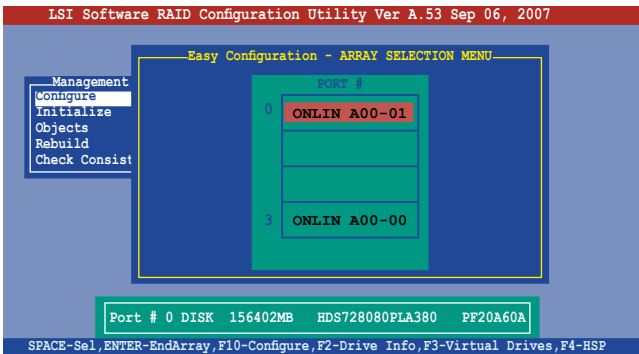 LSI Software RAID Configuration Utility Ver A.53 Sep 06, 2007
Easy Configuration - ARRAY SELECTION MENU
Management
Configure
Initialize
Objects
Rebuild
Check Consist
PORT #
0 ONLIN A00-01
3 ONLIN A00-00
Port # 0 DISK 156402MB HDS728080PLA380 PF20A60A
SPACE-Sel,ENTER-EndArray,F10-Configure,F2-Drive Info,F3-Virtual Drives,F4-HSP